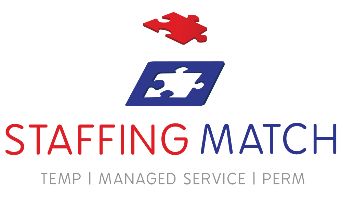 STAFFING MATCH
TEMP | MANAGED SERVICE | PERM